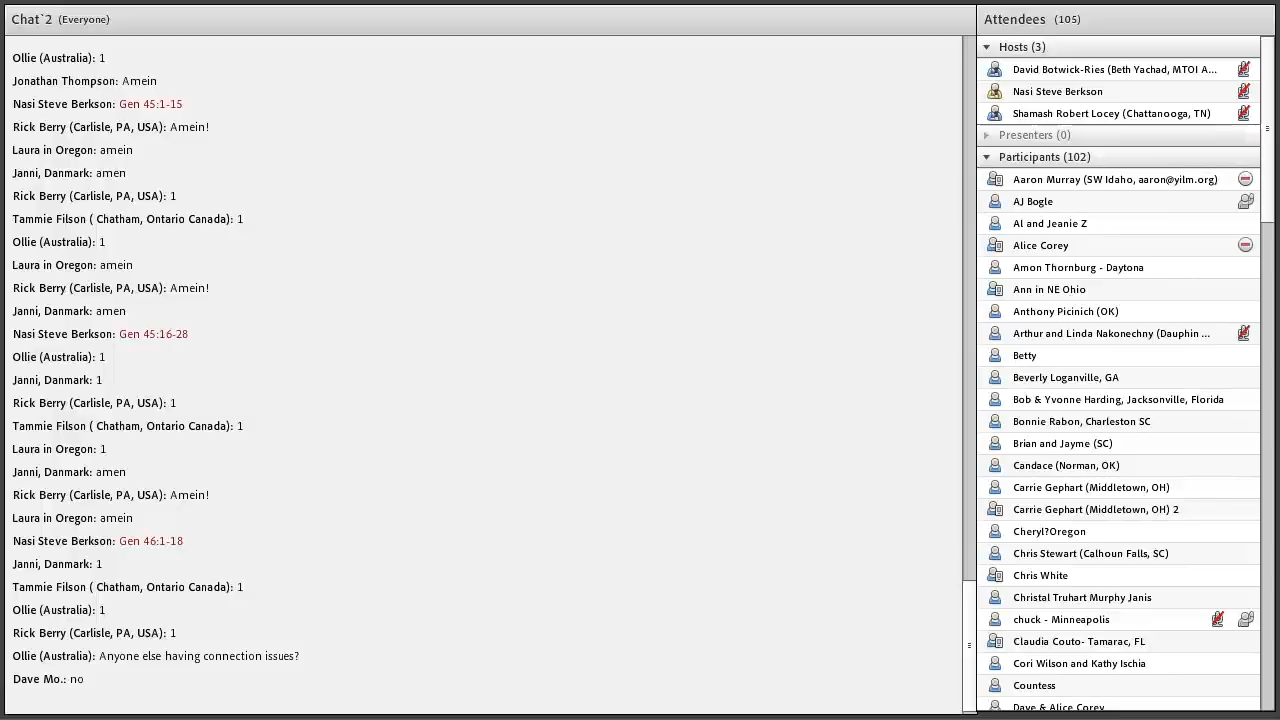 Chat`2 (Everyone)
Ollie (Australia): 1
Jonathan Thompson: Amein
Nasi Steve Berkson: Gen 45:1-15
Rick Berry (Carlisle, PA, USA): Amein!
Laura in Oregon: amein
Janni, Danmark: amen
Rick Berry (Carlisle, PA, USA): 1
Tammie Filson ( Chatham, Ontario Canada): 1
Ollie (Australia): 1
Laura in Oregon: amein
Rick Berry (Carlisle, PA, USA): Amein!
Janni, Danmark: amen
Nasi Steve Berkson: Gen 45:16-28
Ollie (Australia): 1
Janni, Danmark: 1
Rick Berry (Carlisle, PA, USA): 1
Tammie Filson ( Chatham, Ontario Canada): 1
Laura in Oregon: 1
Janni, Danmark: amen
Rick Berry (Carlisle, PA, USA): Amein!
Laura in Oregon: amein
Nasi Steve Berkson: Gen 46:1-18
Janni, Danmark: 1
Tammie Filson ( Chatham, Ontario Canada): 1
Ollie (Australia): 1
Rick Berry (Carlisle, PA, USA): 1
Ollie (Australia): Anyone else having connection issues?
Dave Mo.: no
Attendees (105)
Hosts (3)
David Botwick-Ries (Beth Yachad, MTOI A...
Nasi Steve Berkson
Shamash Robert Locey (Chattanooga, TN)
Presenters (0)
Participants (102)
Aaron Murray (SW Idaho, aaron@yilm.org)
AJ Bogle
Al and Jeanie Z
Alice Corey
Amon Thornburg - Daytona
Ann in NE Ohio
Anthony Picinich (OK)
Arthur and Linda Nakonechny (Dauphin ...
Betty
Beverly Loganville, GA
Bob & Yvonne Harding, Jacksonville, Florida
Bonnie Rabon, Charleston SC
Brian and Jayme (SC)
Candace (Norman, OK)
Carrie Gephart (Middletown, OH)
Carrie Gephart (Middletown, OH) 2
Cheryl?Oregon
Chris Stewart (Calhoun Falls, SC)
Chris White
Christal Truhart Murphy Janis
chuck - Minneapolis
Claudia Couto- Tamarac, FL
Cori Wilson and Kathy Ischia
Countess
Dave & Alice Corey